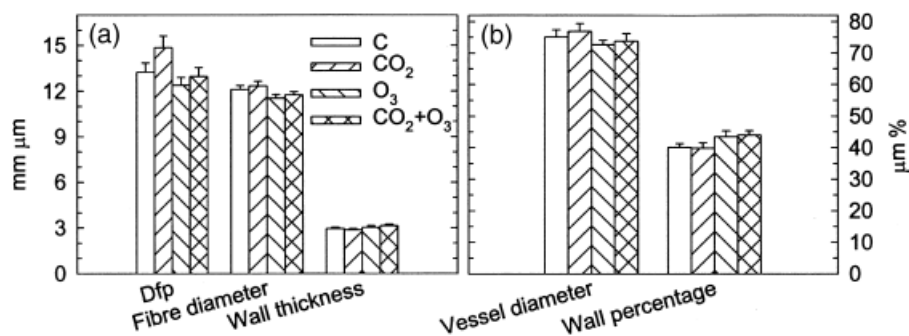 (a)
C
CO₂
O₃
CO₂+O₃
15
12
9
6
3
0
mm µm
Dfp
Fibre diameter
Wall thickness
(b)
80
70
60
50
40
30
20
10
0
% µm
Vessel diameter
Wall percentage